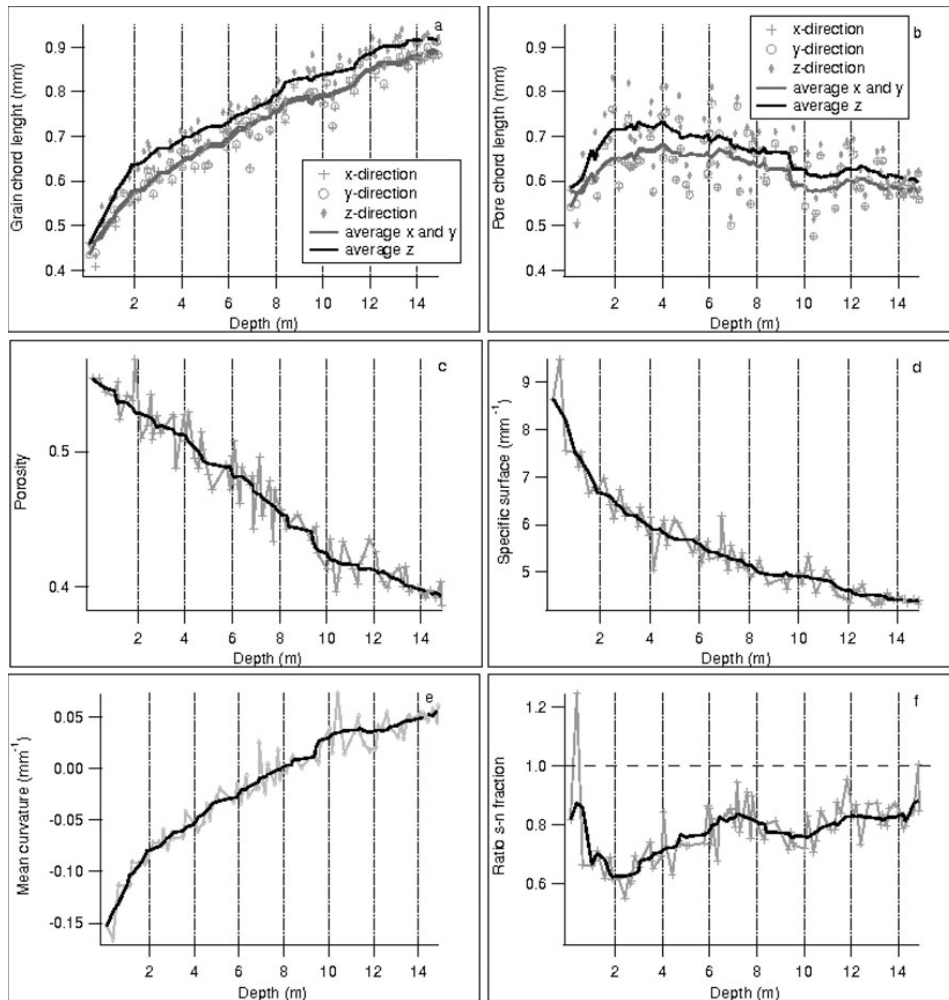 a
0.9
0.8
0.7
0.6
0.5
0.4
Grain chord lenght (mm)
x-direction
y-direction
z-direction
average x and y
average z
2 4 6 8 10 12 14
Depth (m)
b
0.9
0.8
0.7
0.6
0.5
0.4
Pore chord length (mm)
x-direction
y-direction
z-direction
average x and y
average z
2 4 6 8 10 12 14
Depth (m)
c
0.5
0.4
Porosity
2 4 6 8 10 12 14
Depth (m)
d
9
8
7
6
5
Specific surface (mm⁻¹)
2 4 6 8 10 12 14
Depth (m)
e
0.05
0.00
-0.05
-0.10
-0.15
Mean curvature (mm⁻¹)
2 4 6 8 10 12 14
Depth (m)
f
1.2
1.0
0.8
0.6
Ratio s-n fraction
2 4 6 8 10 12 14
Depth (m)